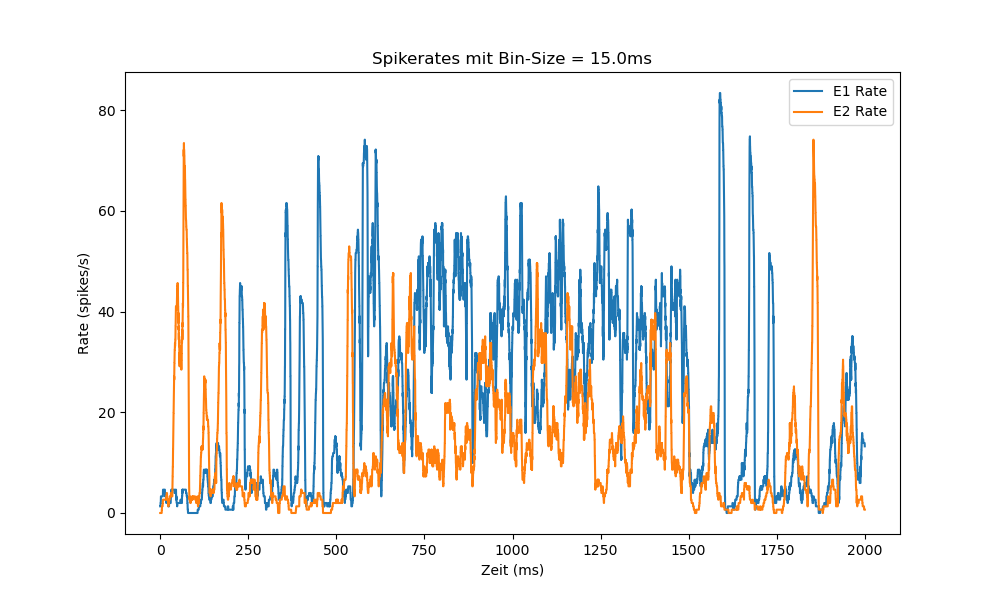 Spikerates mit Bin-Size = 15.0ms
E1 Rate
E2 Rate
80
60
40
20
0
Rate (spikes/s)
0 250 500 750 1000 1250 1500 1750 2000
Zeit (ms)